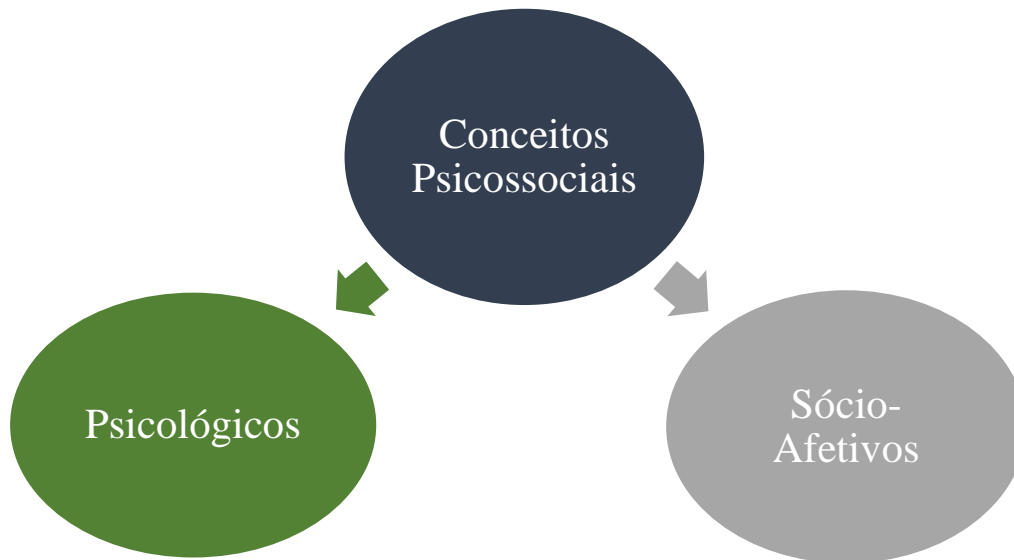 Conceitos
Psicossociais
Psicológicos
Sócio-
Afetivos